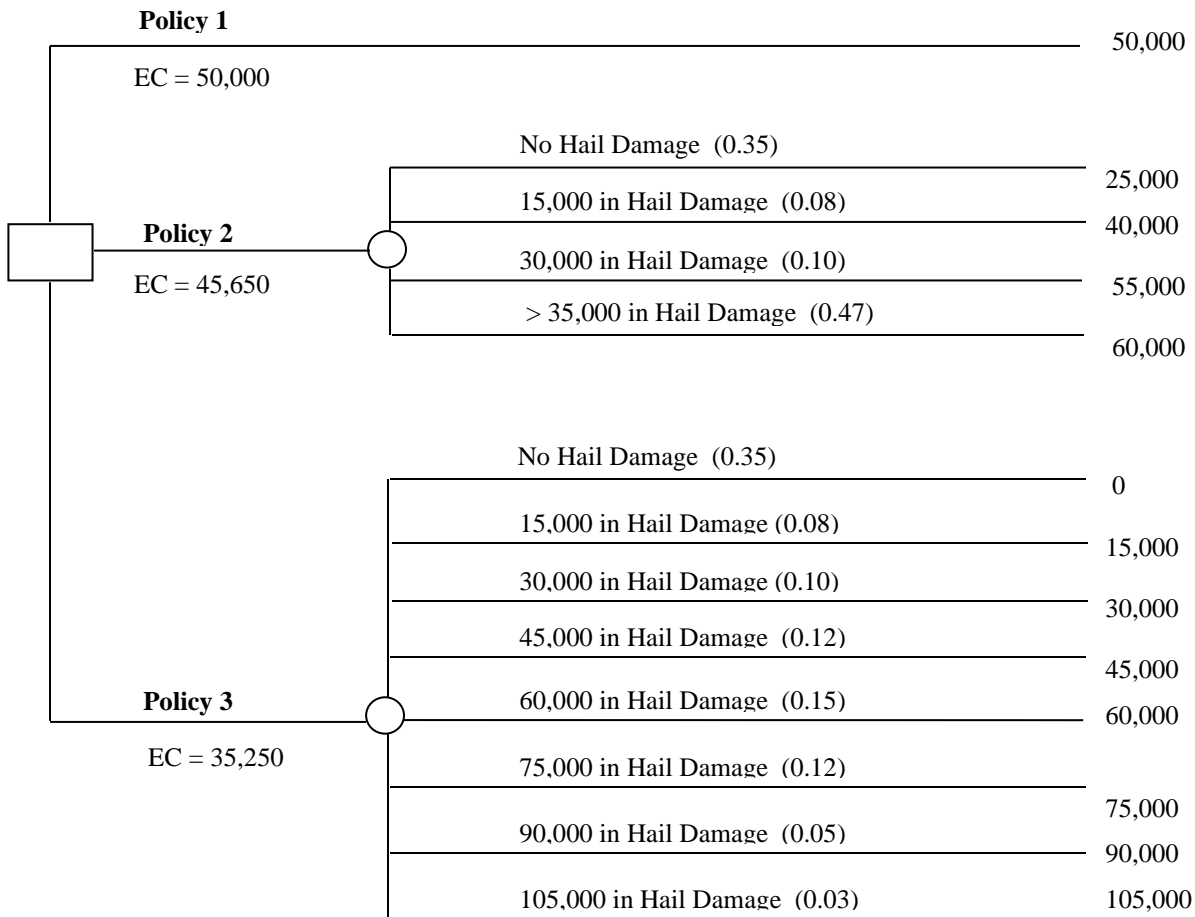 Policy 1
50,000
EC = 50,000
No Hail Damage (0.35)
25,000
15,000 in Hail Damage (0.08)
40,000
Policy 2
30,000 in Hail Damage (0.10)
EC = 45,650
55,000
> 35,000 in Hail Damage (0.47)
60,000
No Hail Damage (0.35)
0
15,000 in Hail Damage (0.08)
15,000
30,000 in Hail Damage (0.10)
30,000
45,000 in Hail Damage (0.12)
45,000
Policy 3
60,000 in Hail Damage (0.15)
60,000
EC = 35,250
75,000 in Hail Damage (0.12)
75,000
90,000 in Hail Damage (0.05)
90,000
105,000 in Hail Damage (0.03)
105,000